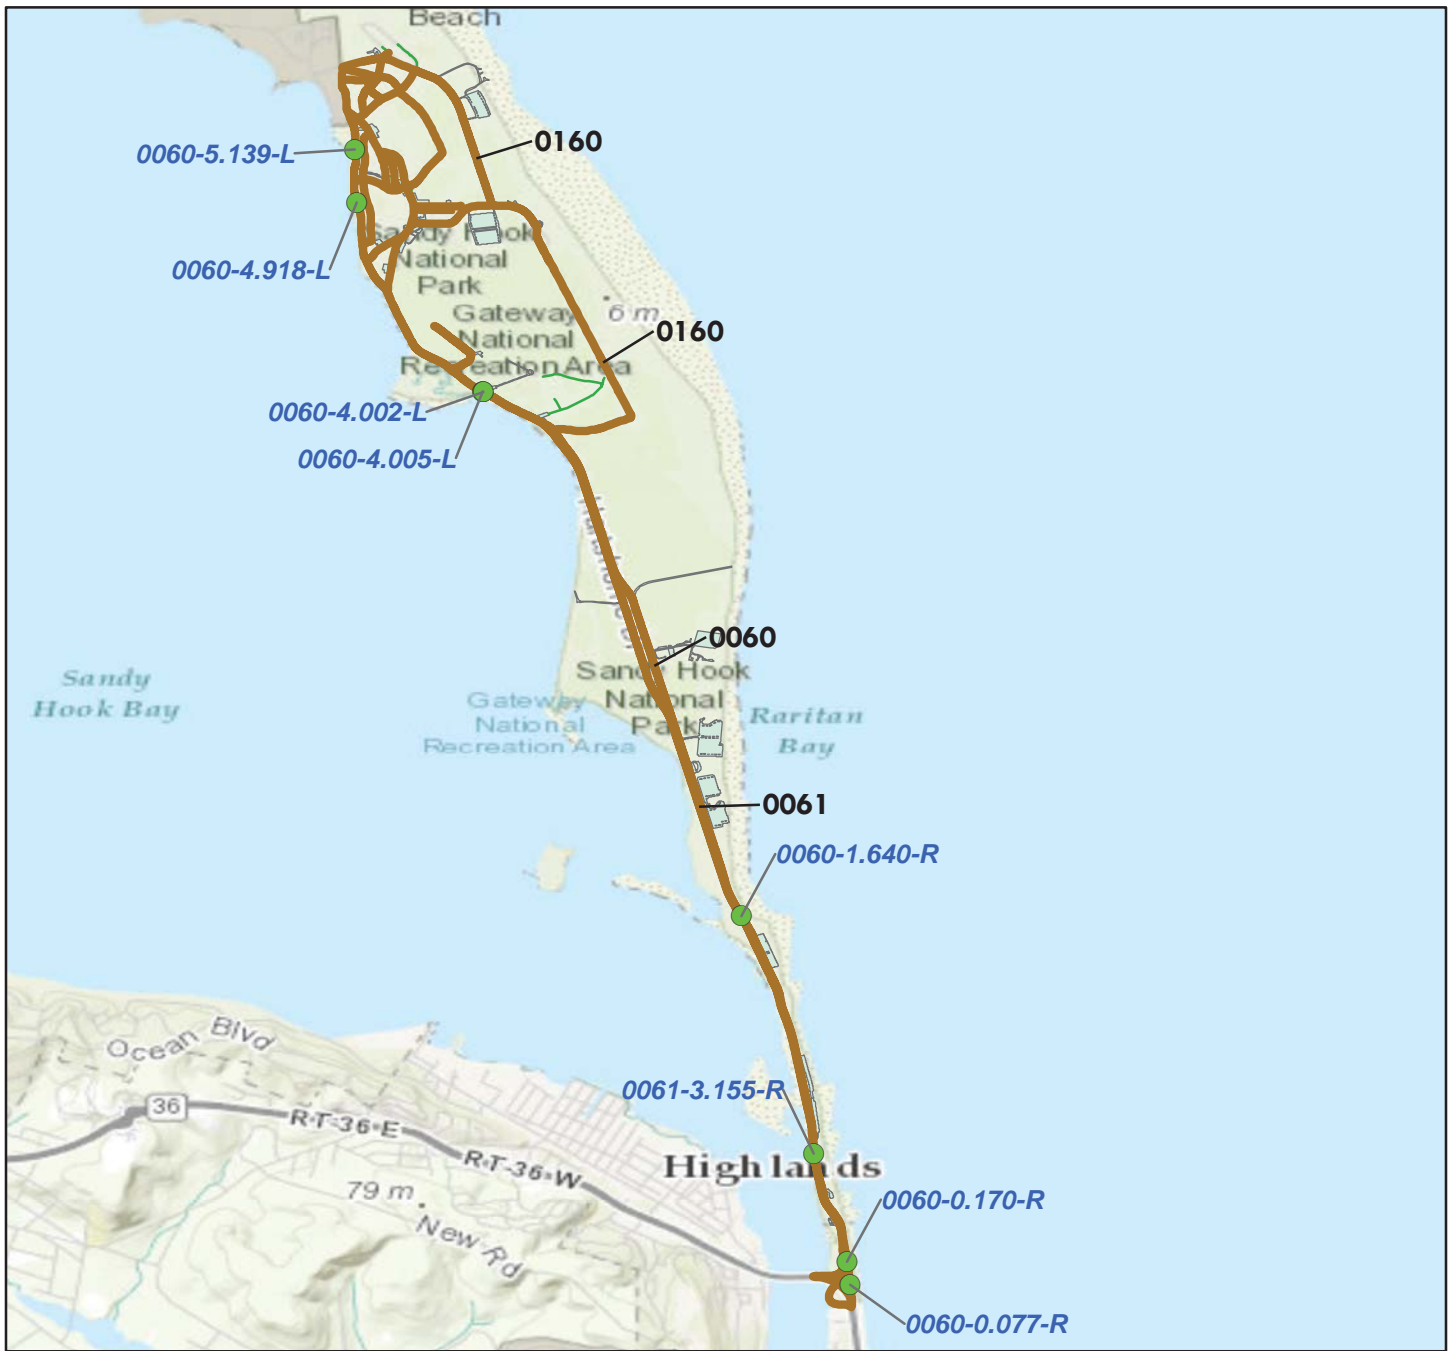 Beach
0160
0060-5.139-L
Sandy Hook
National
Park
0060-4.918-L
Gateway
National
Recreation Area
6 m
0160
0060-4.002-L
0060-4.005-L
0060
Sandy Hook
National
Park
Sandy
Hook Bay
Gateway
National
Recreation Area
Raritan
Bay
0061
0060-1.640-R
Ocean Blvd
0061-3.155-R
36
RT-36-E
RT-36-W
Highlands
79 m
New Rd
0060-0.170-R
0060-0.077-R